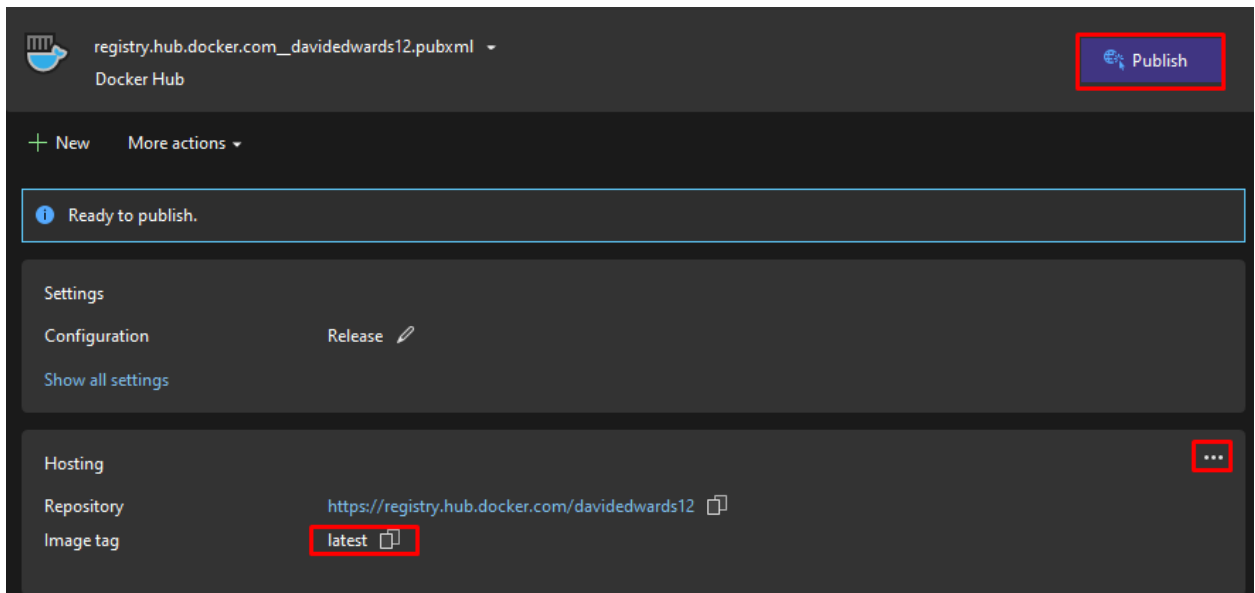 registry.hub.docker.com__davidedwards12.pubxml
Docker Hub
Publish
New
More actions
Ready to publish.
Settings
Configuration
Release
Show all settings
Hosting
Repository
https://registry.hub.docker.com/davidedwards12
Image tag
latest